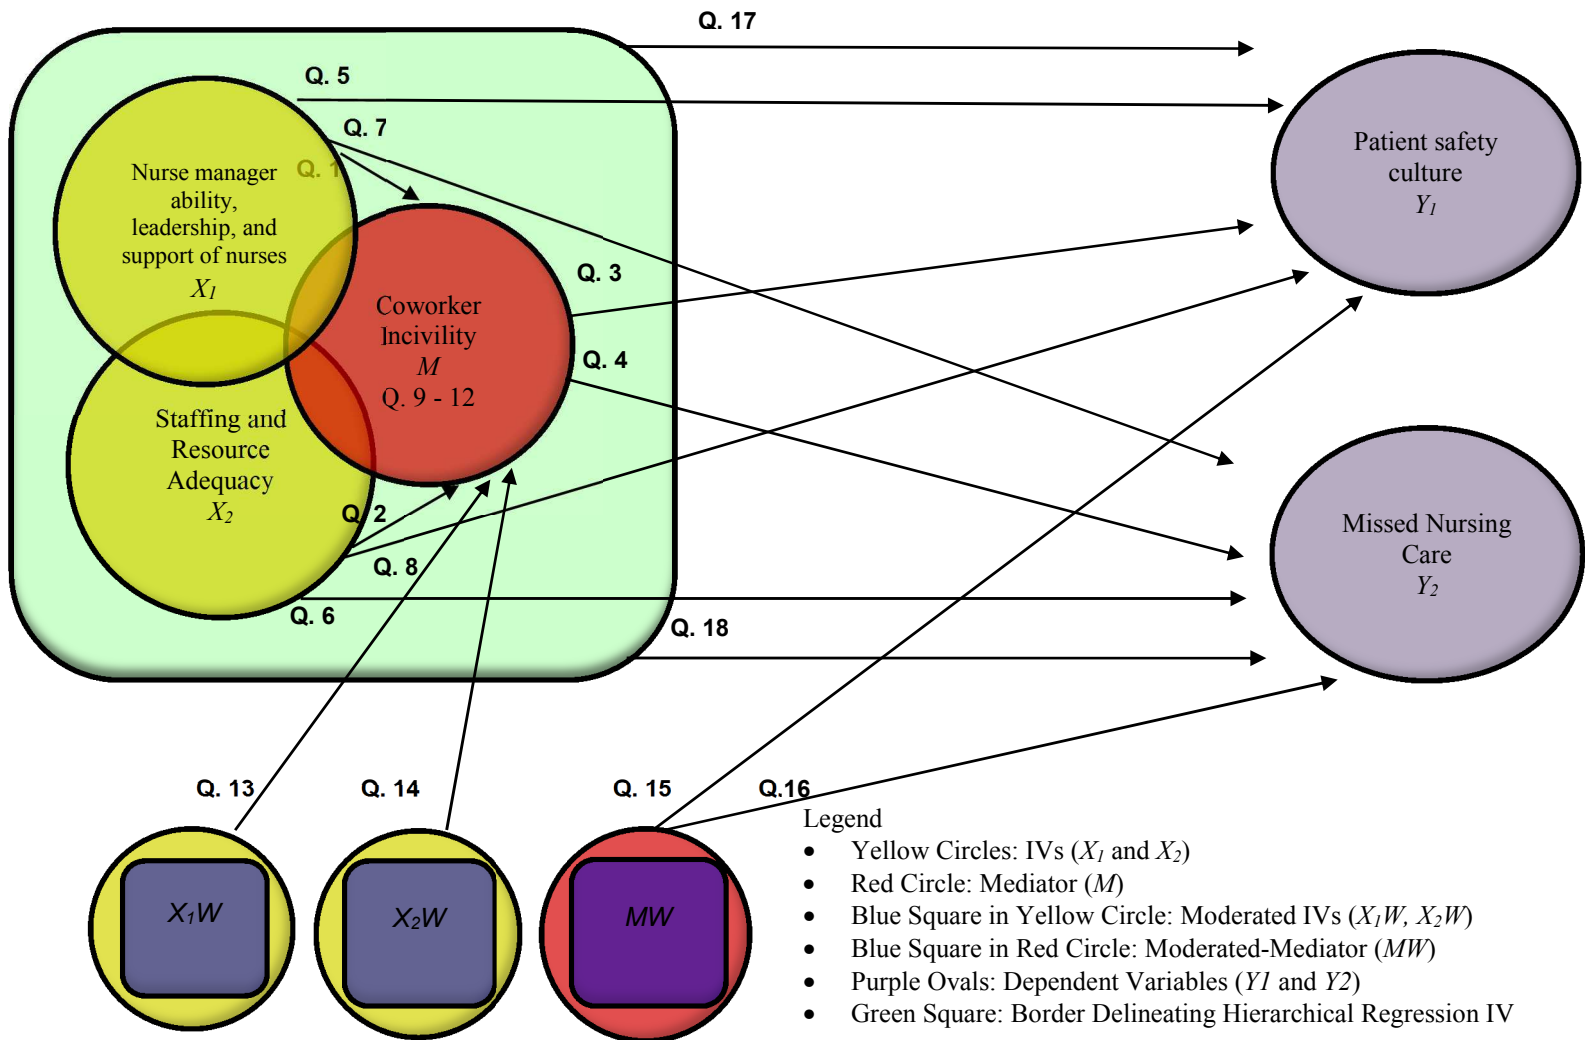 Q. 17
Q. 5
Q. 7
Q. 1
Nurse manager
ability,
leadership, and
support of nurses
X1
Patient safety
culture
Y1
Q. 3
Coworker
Incivility
M
Q. 9 - 12
Q. 4
Staffing and
Resource
Adequacy
X2
Q. 2
Q. 8
Q. 6
Missed Nursing
Care
Y2
Q. 18
Q. 13
Q. 14
Q. 15
Q.16
X1W
X2W
MW
Legend
• Yellow Circles: IVs (X1 and X2)
• Red Circle: Mediator (M)
• Blue Square in Yellow Circle: Moderated IVs (X1W, X2W)
• Blue Square in Red Circle: Moderated-Mediator (MW)
• Purple Ovals: Dependent Variables (Y1 and Y2)
• Green Square: Border Delineating Hierarchical Regression IV